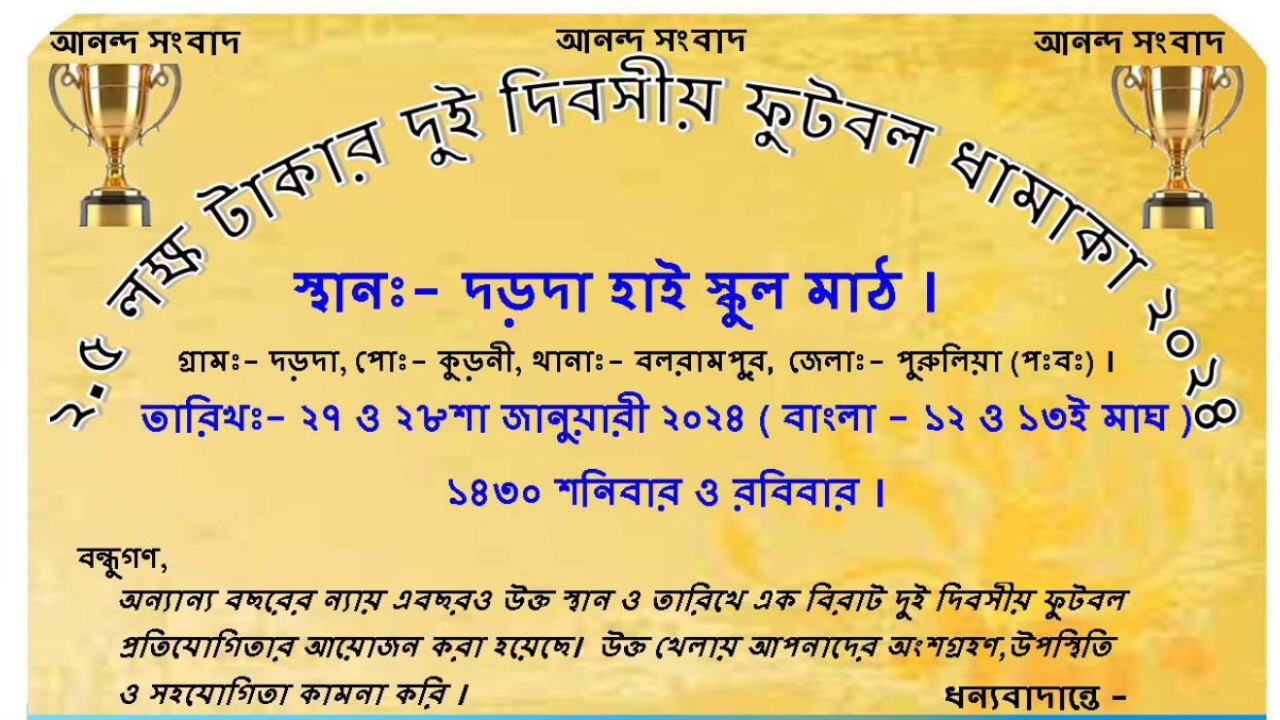 আনন্দ সংবাদ আনন্দ সংবাদ আনন্দ সংবাদ
২.৫ লক্ষ টাকার দুই দিবসীয় ফুটবল ধামাকা ২০২৪
স্থানঃ- দড়দা হাই স্কুল মাঠ ।
গ্রামঃ- দড়দা, পোঃ- কুড়নী, থানাঃ- বলরামপুর, জেলাঃ- পুরুলিয়া (পঃবঃ) ।
তারিখঃ- ২৭ ও ২৮শা জানুয়ারী ২০২৪ ( বাংলা - ১২ ও ১৩ই মাঘ )
১৪৩০ শনিবার ও রবিবার ।
বন্ধুগণ,
অন্যান্য বছরের ন্যায় এবছরও উক্ত স্থান ও তারিখে এক বিরাট দুই দিবসীয় ফুটবল
প্রতিযোগিতার আয়োজন করা হয়েছে। উক্ত খেলায় আপনাদের অংশগ্রহণ,উপস্থিতি
ও সহযোগিতা কামনা করি ।
ধন্যবাদান্তে -